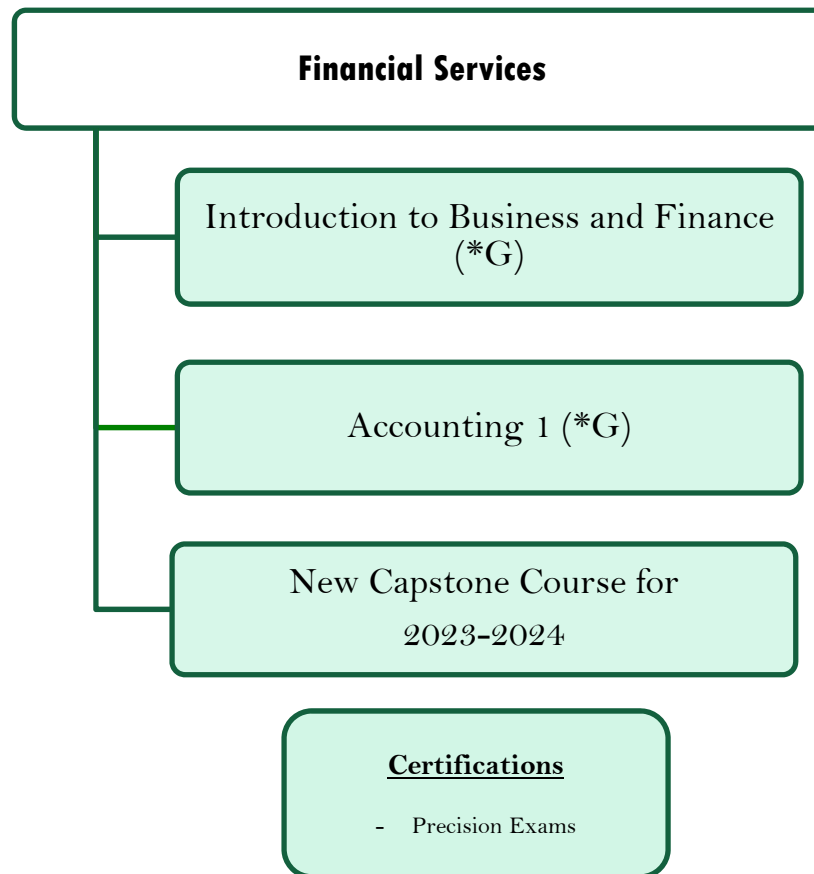 Financial Services
Introduction to Business and Finance
(*G)
Accounting 1 (*G)
New Capstone Course for
2023-2024
Certifications
- Precision Exams